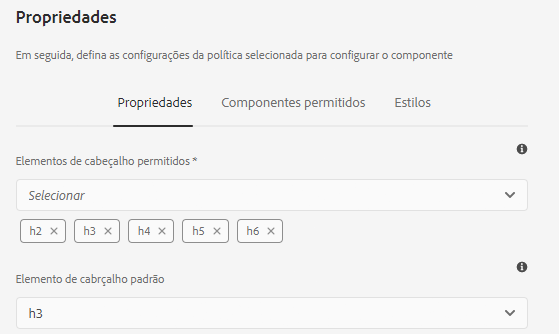 Propriedades
Em seguida, defina as configurações da política selecionada para configurar o componente
Propriedades Componentes permitidos Estilos
Elementos de cabeçalho permitidos *
Selecionar
h2 h3 h4 h5 h6
Elemento de cabrçalho padrão
h3